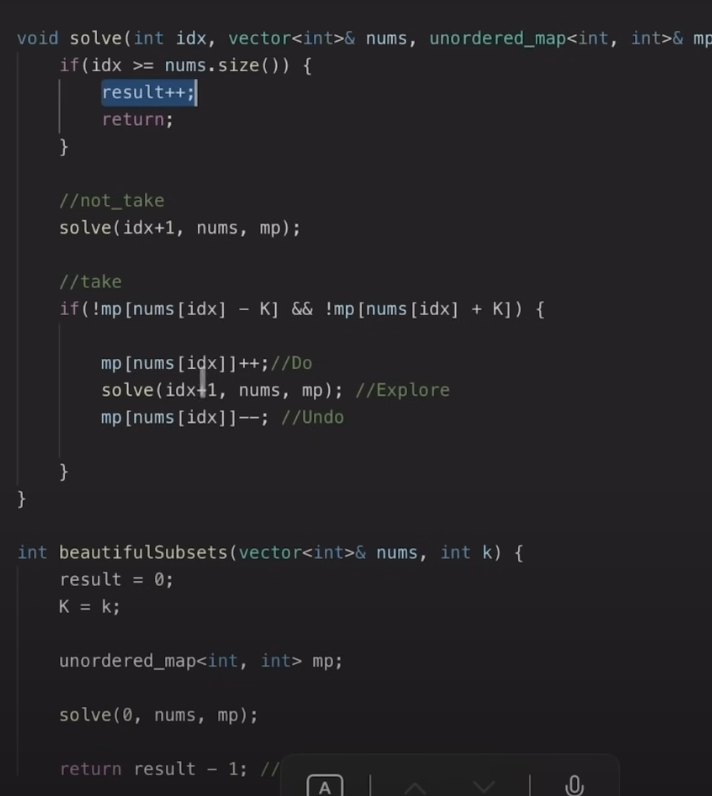 void solve(int idx, vector<int>& nums, unordered_map<int, int>& mp
if(idx >= nums.size()) {
result++;
return;
}
//not_take
solve(idx+1, nums, mp);
//take
if(!mp[nums[idx] - K] && !mp[nums[idx] + K]) {
mp[nums[idx]]++;//Do
solve(idx+1, nums, mp); //Explore
mp[nums[idx]]--; //Undo
}
}
int beautifulSubsets(vector<int>& nums, int k) {
result = 0;
K = k;
unordered_map<int, int> mp;
solve(0, nums, mp);
return result - 1; //
A